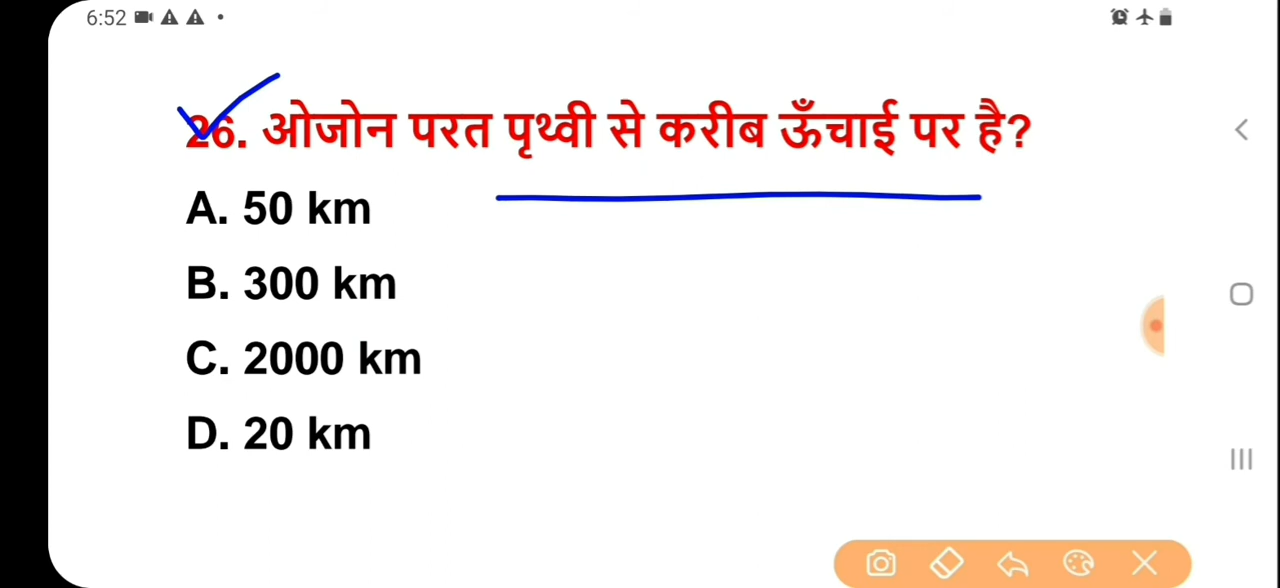 6:52
26. ओजोन परत पृथ्वी से करीब ऊँचाई पर है?
A. 50 km
B. 300 km
C. 2000 km
D. 20 km